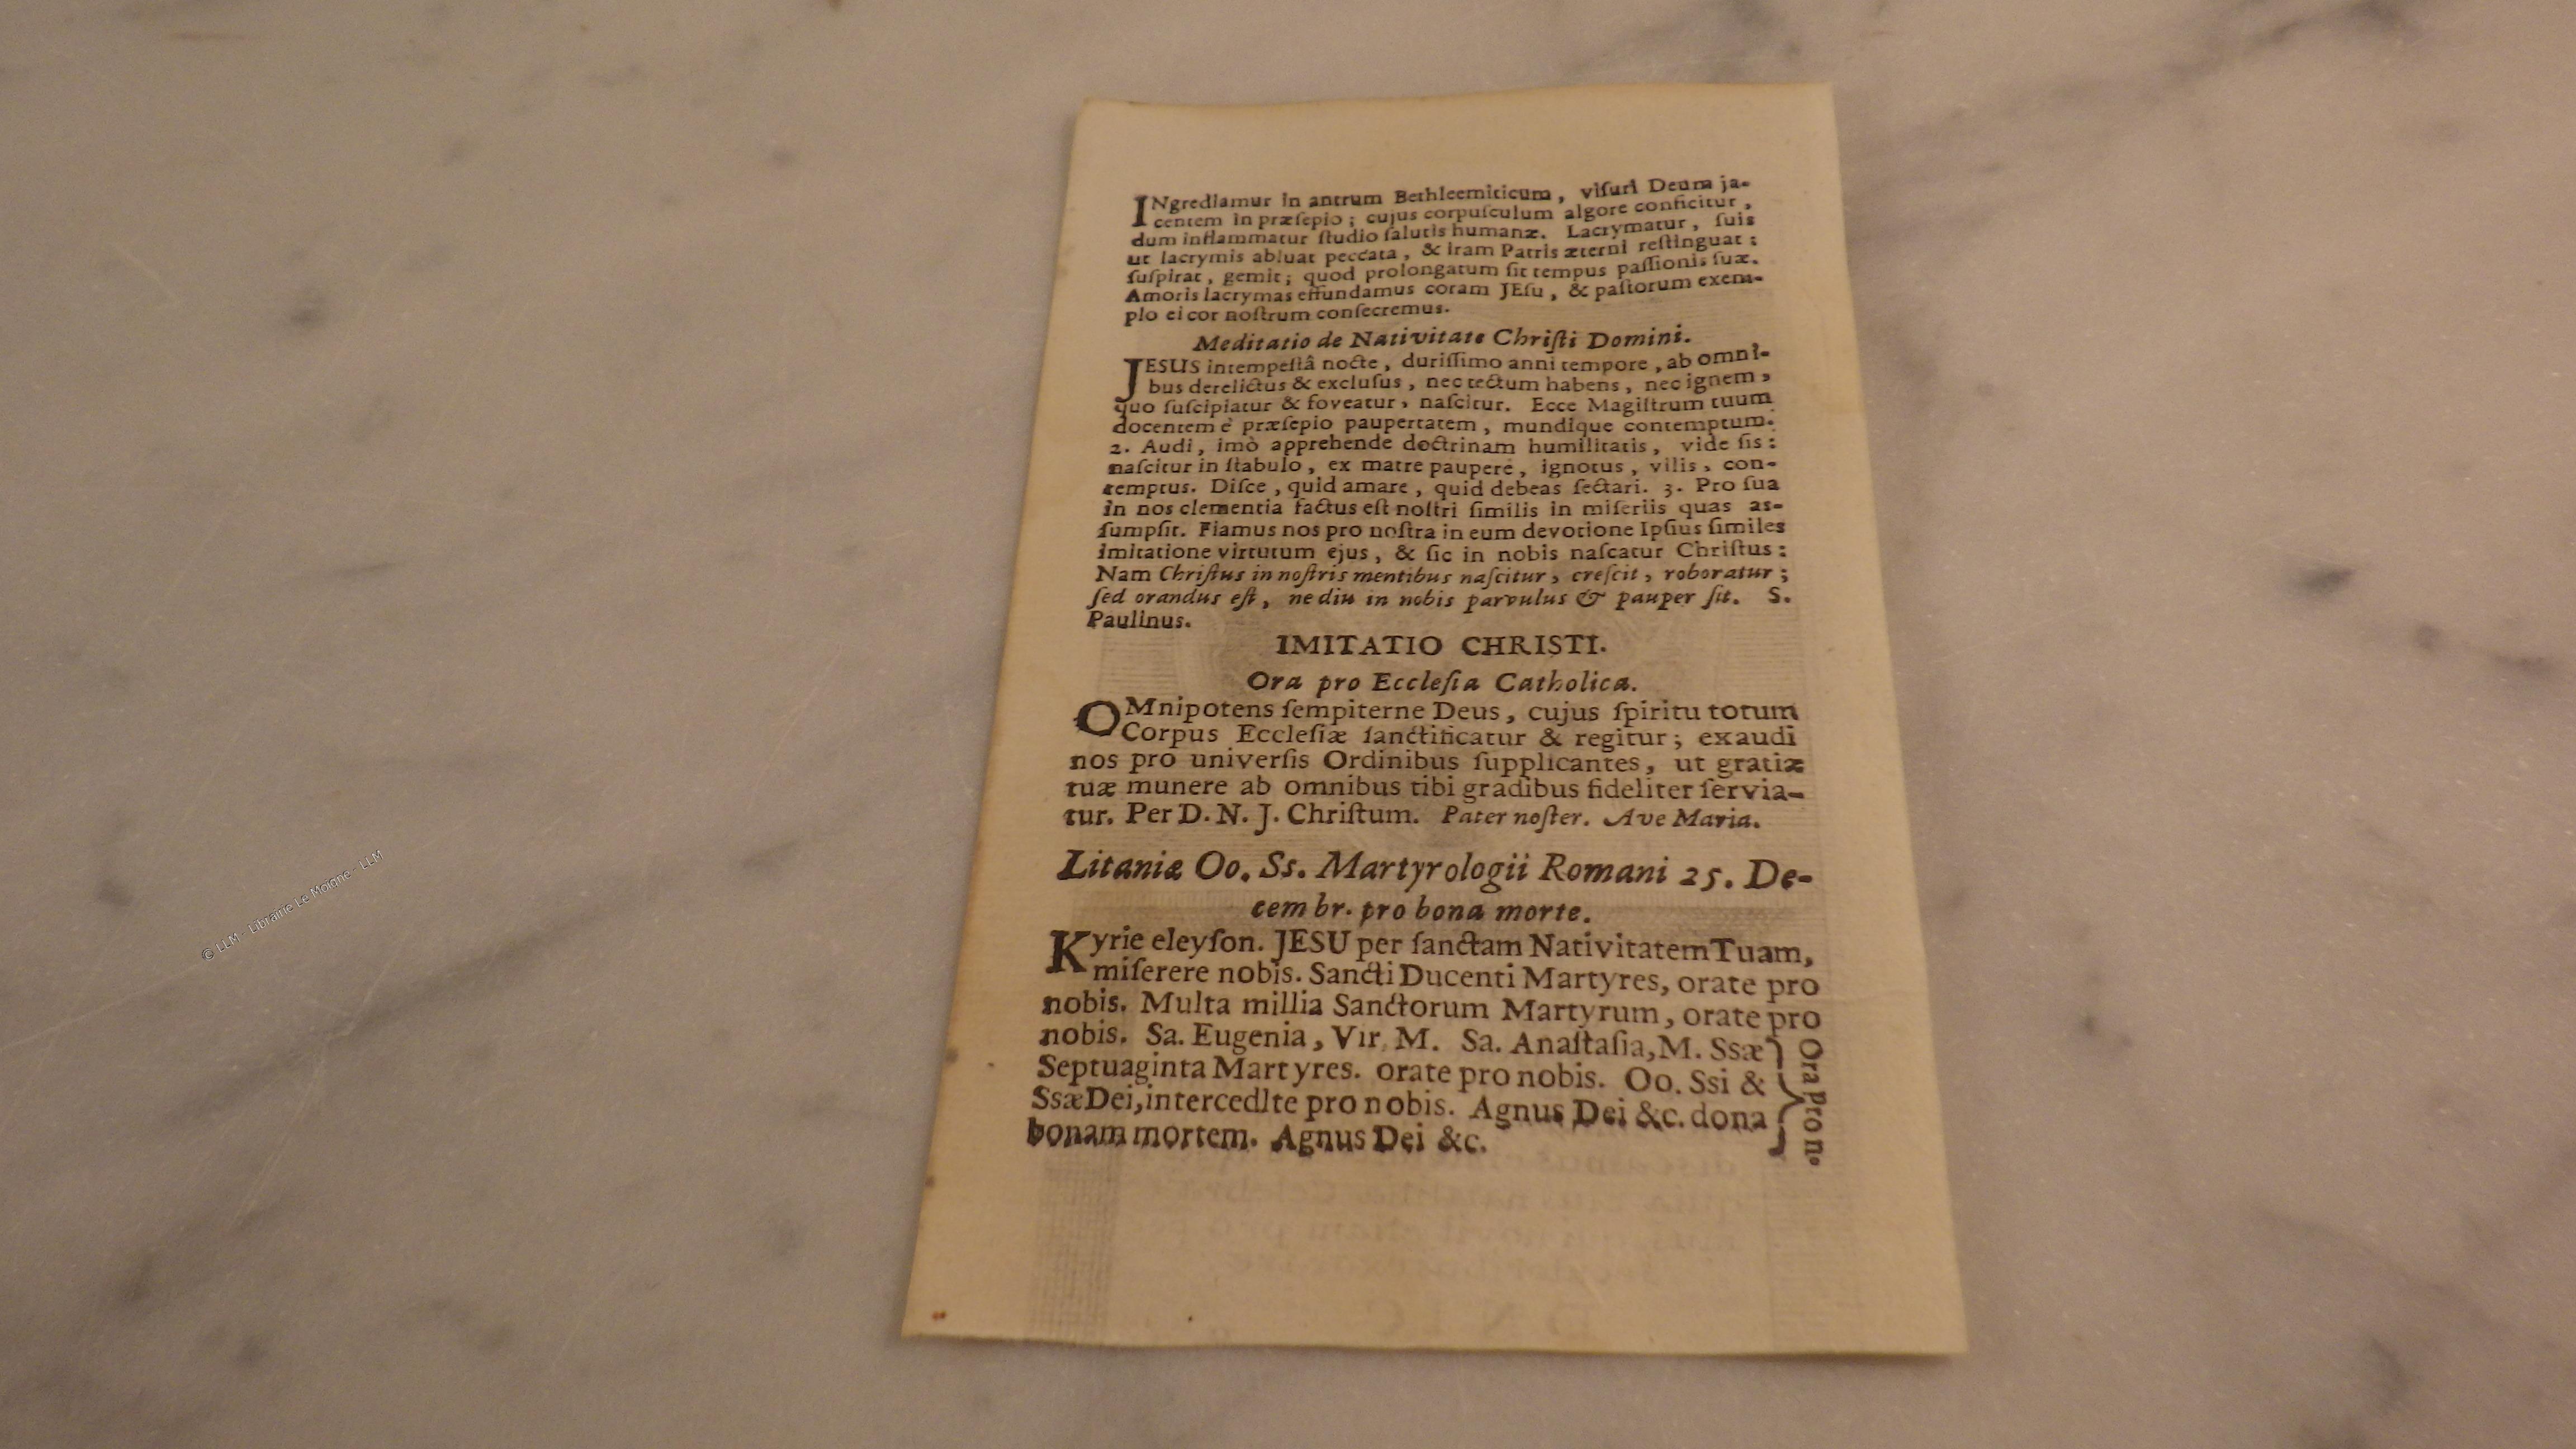 INgrediamur in antrum Bethleemiticum, viſuri Deum ja-
centem in præſepio; cujus corpuſculum algore conficitur,
dum inflammatur ſtudio ſalutis humanæ. Lacrymatur, ſuis
ut lacrymis abluat peccata, & iram Patris æterni reſtinguat:
ſuſpirat, gemit; quod prolongatum ſit tempus paſſionis ſuæ.
Amoris lacrymas effundamus coram JEſu, & paſtorum exem-
plo ei cor noſtrum conſecremus.
Meditatio de Nativitate Chriſti Domini.
JESUS intempeſtâ nocte, duriſſimo anni tempore, ab omni-
bus derelictus & excluſus, nec tectum habens, nec ignem,
quo ſuſcipiatur & foveatur, naſcitur. Ecce Magiſtrum tuum
docentem è præſepio paupertatem, mundique contemptum.
2. Audi, imò apprehende doctrinam humilitatis, vide ſis:
naſcitur in ſtabulo, ex matre paupere, ignotus, vilis, con-
temptus. Diſce, quid amare, quid debeas ſectari. 3. Pro ſua
in nos clementia factus eſt noſtri ſimilis in miſeriis quas as-
ſumpſit. Fiamus nos pro noſtra in eum devotione Ipſius ſimiles
imitatione virtutum ejus, & ſic in nobis naſcatur Chriſtus:
Nam Chriſtus in noſtris mentibus naſcitur, creſcit, roboratur;
ſed orandus eſt, ne diu in nobis parvulus & pauper ſit. S.
Paulinus.
IMITATIO CHRISTI.
Ora pro Eccleſia Catholica.
OMnipotens ſempiterne Deus, cujus ſpiritu totum
Corpus Eccleſiæ ſanctificatur & regitur; exaudi
nos pro univerſis Ordinibus ſupplicantes, ut gratiæ
tuæ munere ab omnibus tibi gradibus fideliter ſervia-
tur. Per D. N. J. Chriſtum. Pater noſter. Ave Maria.
Litaniæ Oo. Ss. Martyrologii Romani 25. De-
cembr. pro bona morte.
Kyrie eleyſon. JESU per ſanctam Nativitatem Tuam,
miſerere nobis. Sancti Ducenti Martyres, orate pro
nobis. Multa millia Sanctorum Martyrum, orate pro
nobis. Sa. Eugenia, Vir. M. Sa. Anaſtaſia, M. Ssæ
Septuaginta Martyres. orate pro nobis. Oo. Ssi &
Ssæ Dei, intercedIte pro nobis. Agnus Dei &c. dona
bonam mortem. Agnus Dei &c.
Ora pro n.
© LLM - Librairie Le Moigne - LLM